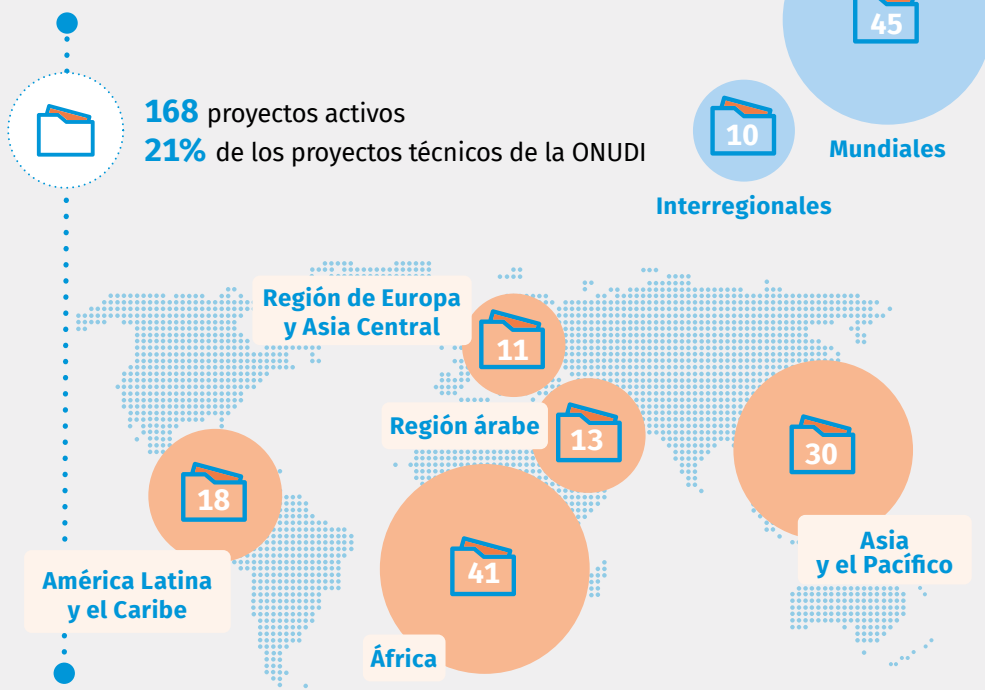 45
Mundiales
168 proyectos activos
21% de los proyectos técnicos de la ONUDI
10
Interregionales
Región de Europa
y Asia Central
11
Región árabe
13
30
Asia
y el Pacífico
18
América Latina
y el Caribe
41
África